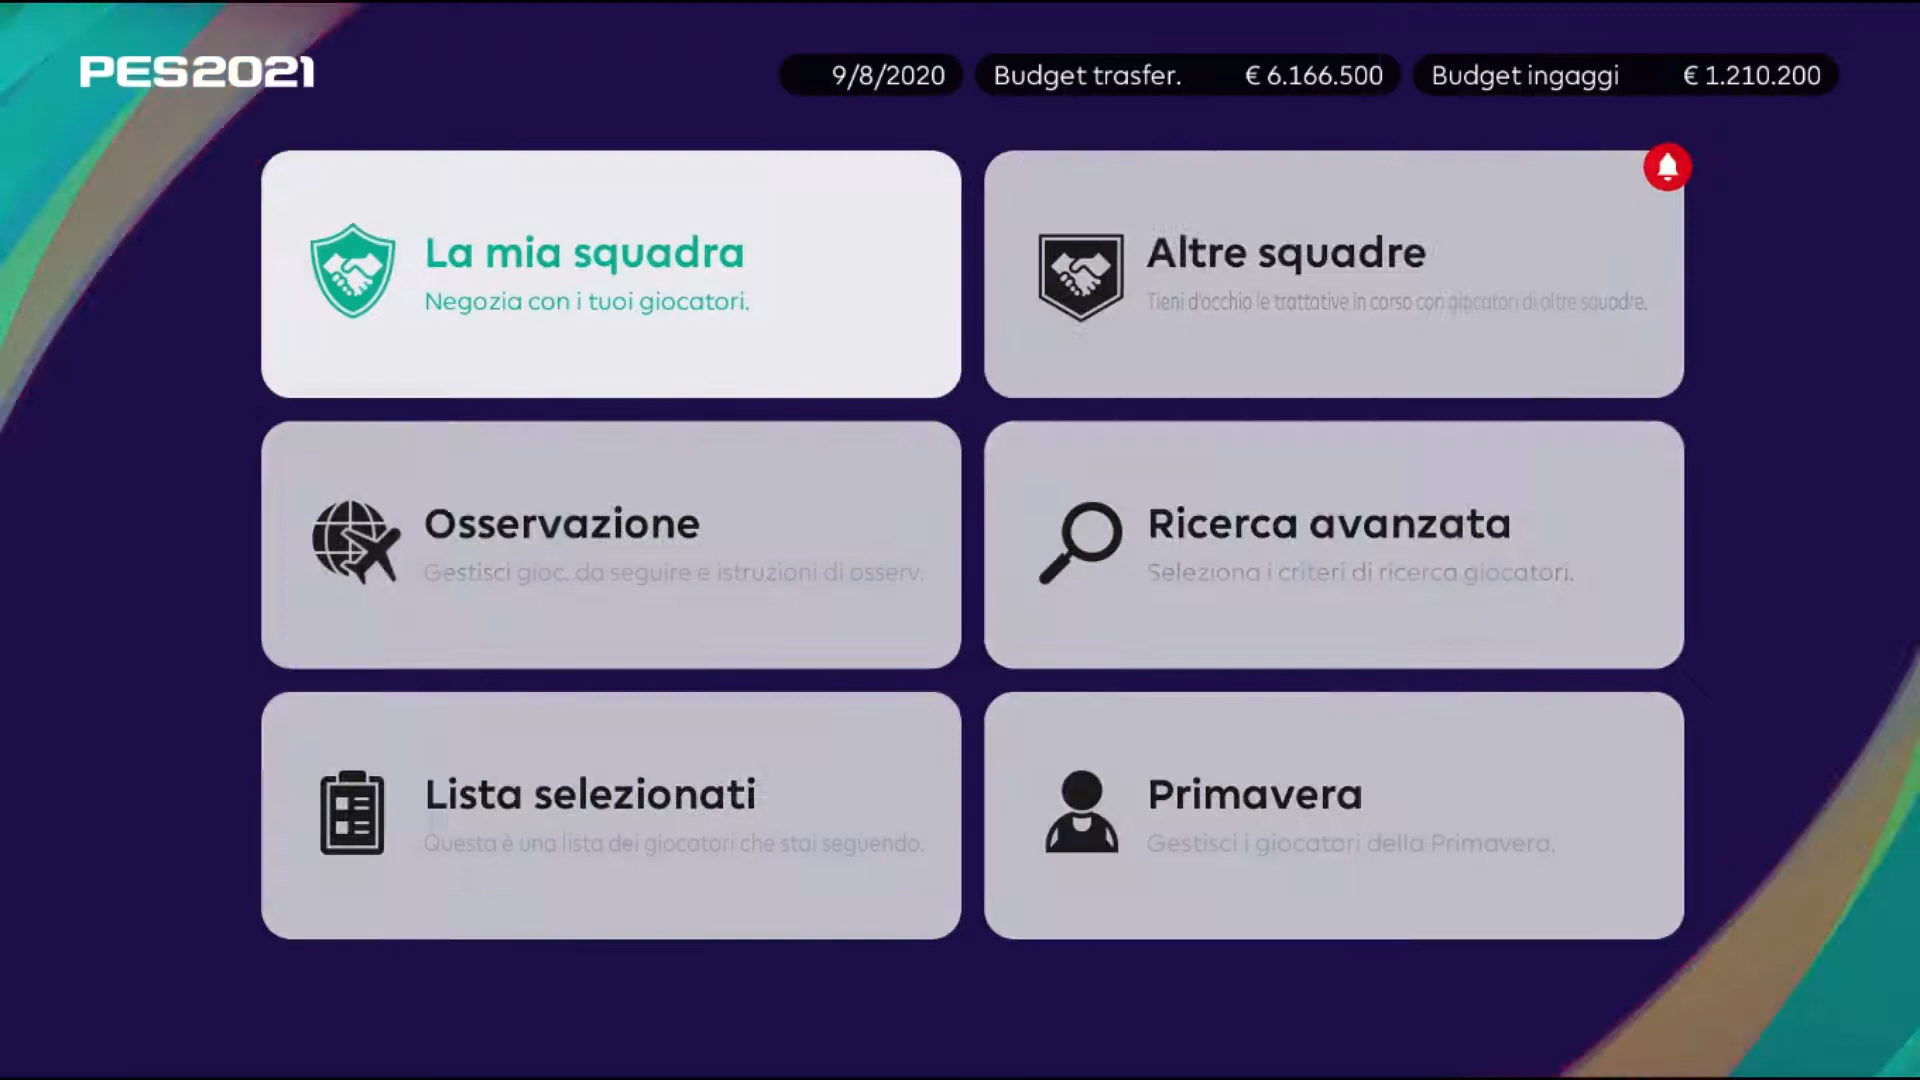 PES2021
9/8/2020
Budget trasfer. € 6.166.500
Budget ingaggi € 1.210.200
La mia squadra
Negozia con i tuoi giocatori.
Altre squadre
Tieni d'occhio le trattative in corso con giocatori di altre squadre.
Osservazione
Gestisci gioc. da seguire e istruzioni di osserv.
Ricerca avanzata
Seleziona i criteri di ricerca giocatori.
Lista selezionati
Questa è una lista dei giocatori che stai seguendo.
Primavera
Gestisci i giocatori della Primavera.